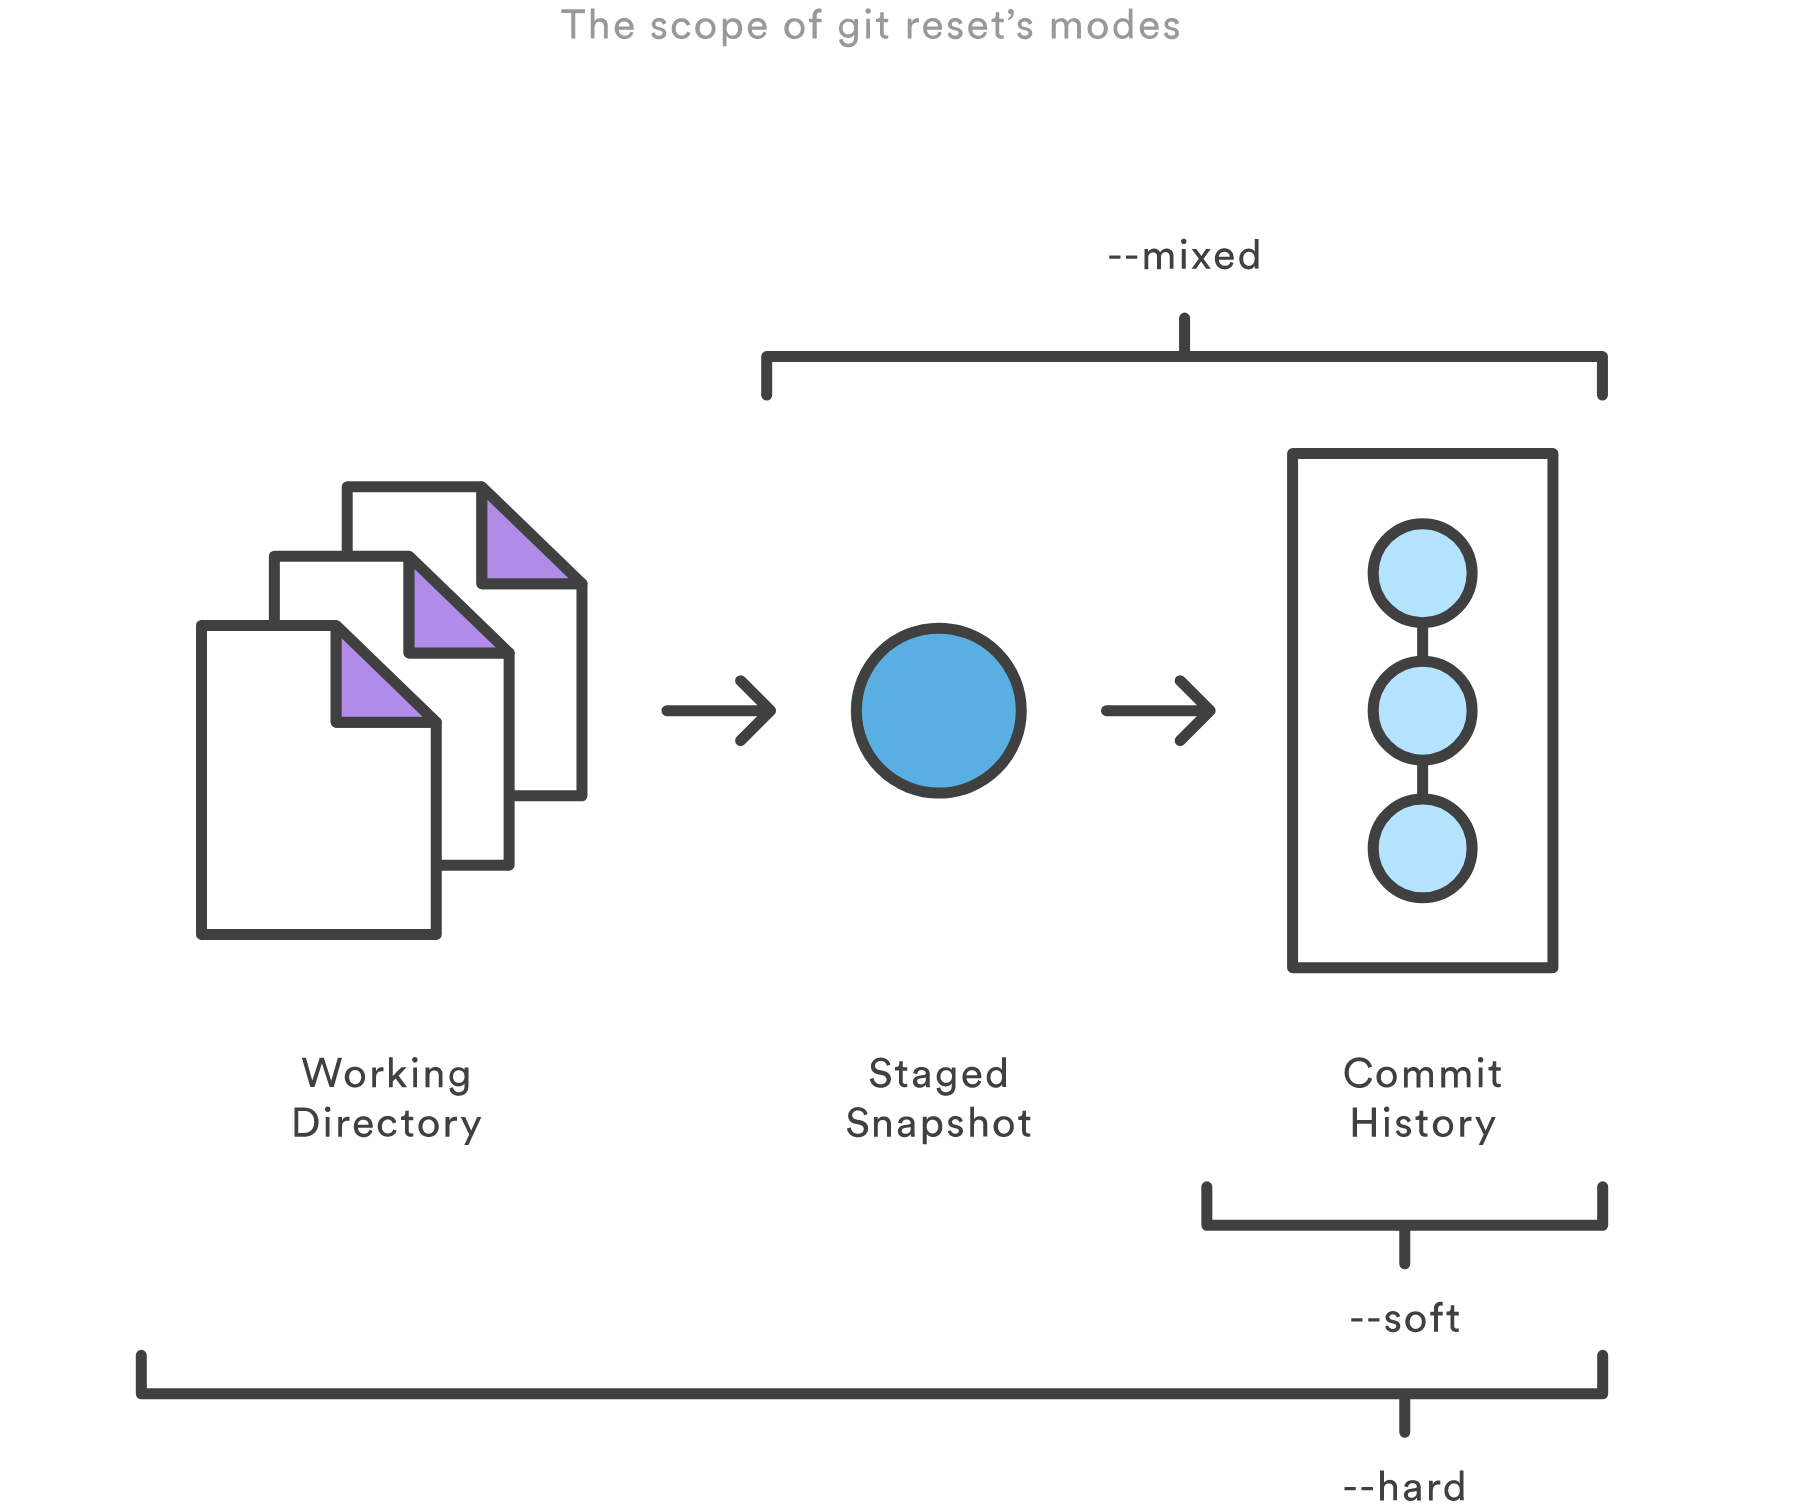 The scope of git reset’s modes
--mixed
Working
Directory
Staged
Snapshot
Commit
History
--soft
--hard